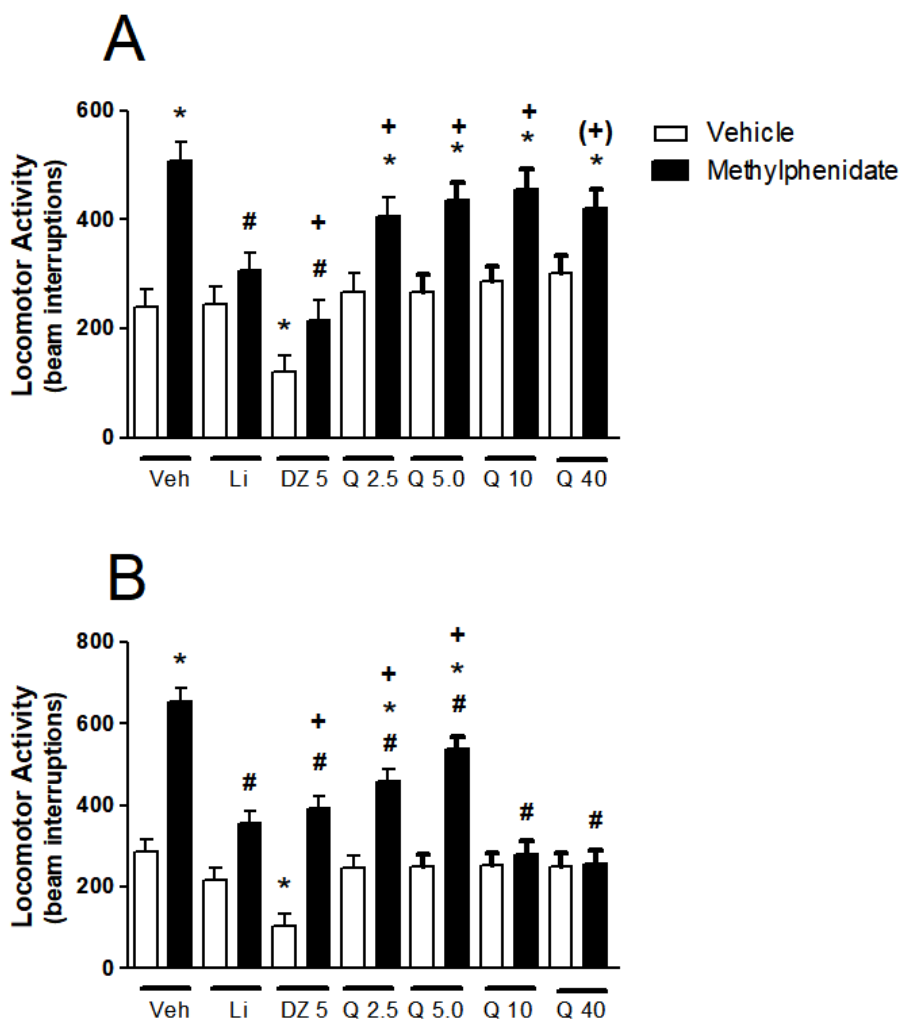 A
Locomotor Activity
(beam interruptions)
600
400
200
0
* # + # * + * + * + * (+) *
Vehicle
Methylphenidate
Veh Li DZ 5 Q 2.5 Q 5.0 Q 10 Q 40
B
Locomotor Activity
(beam interruptions)
800
600
400
200
0
* # + # * + * # + * # # #
Veh Li DZ 5 Q 2.5 Q 5.0 Q 10 Q 40